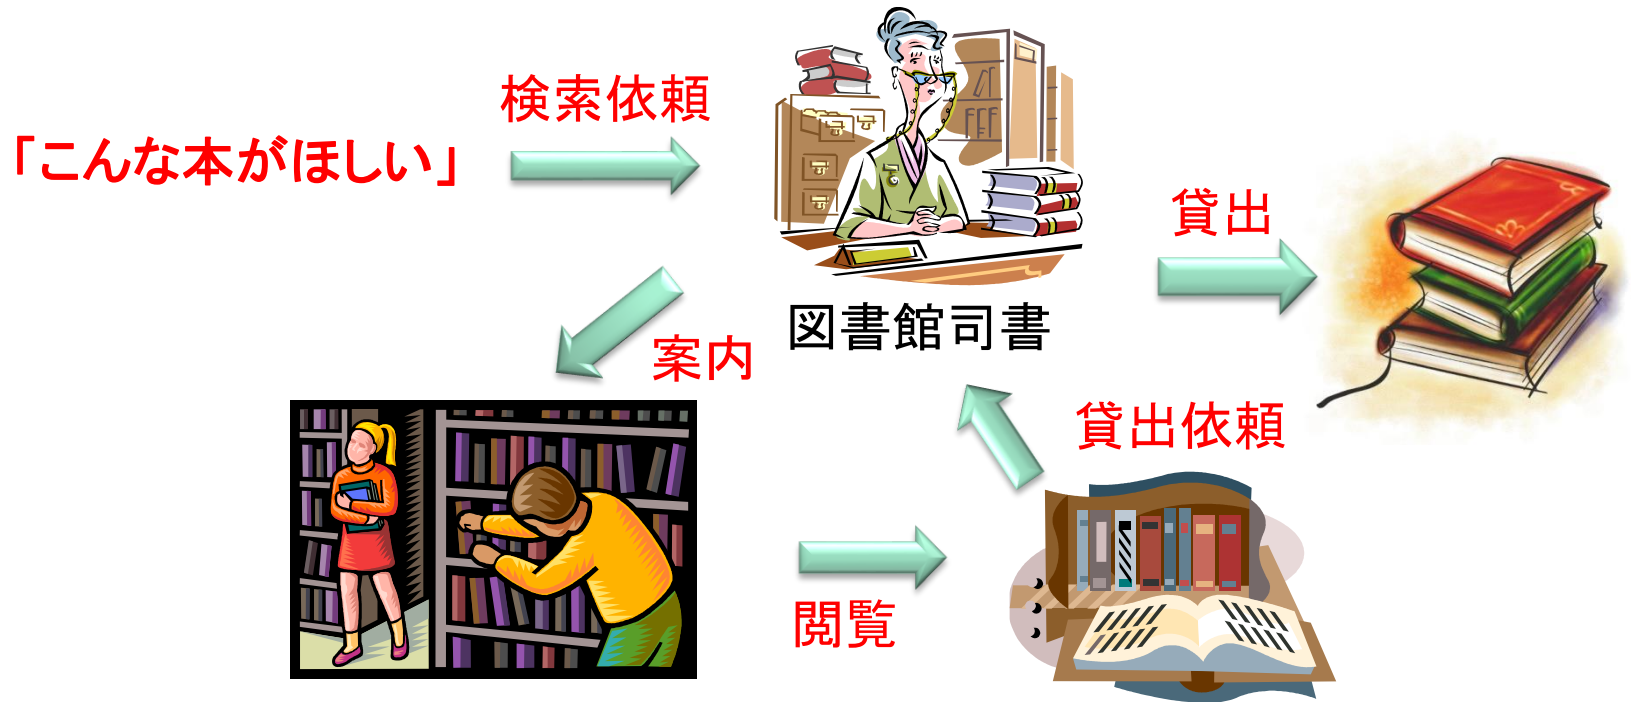 検索依頼
「こんな本がほしい」
貸出
図書館司書
案内
貸出依頼
閲覧